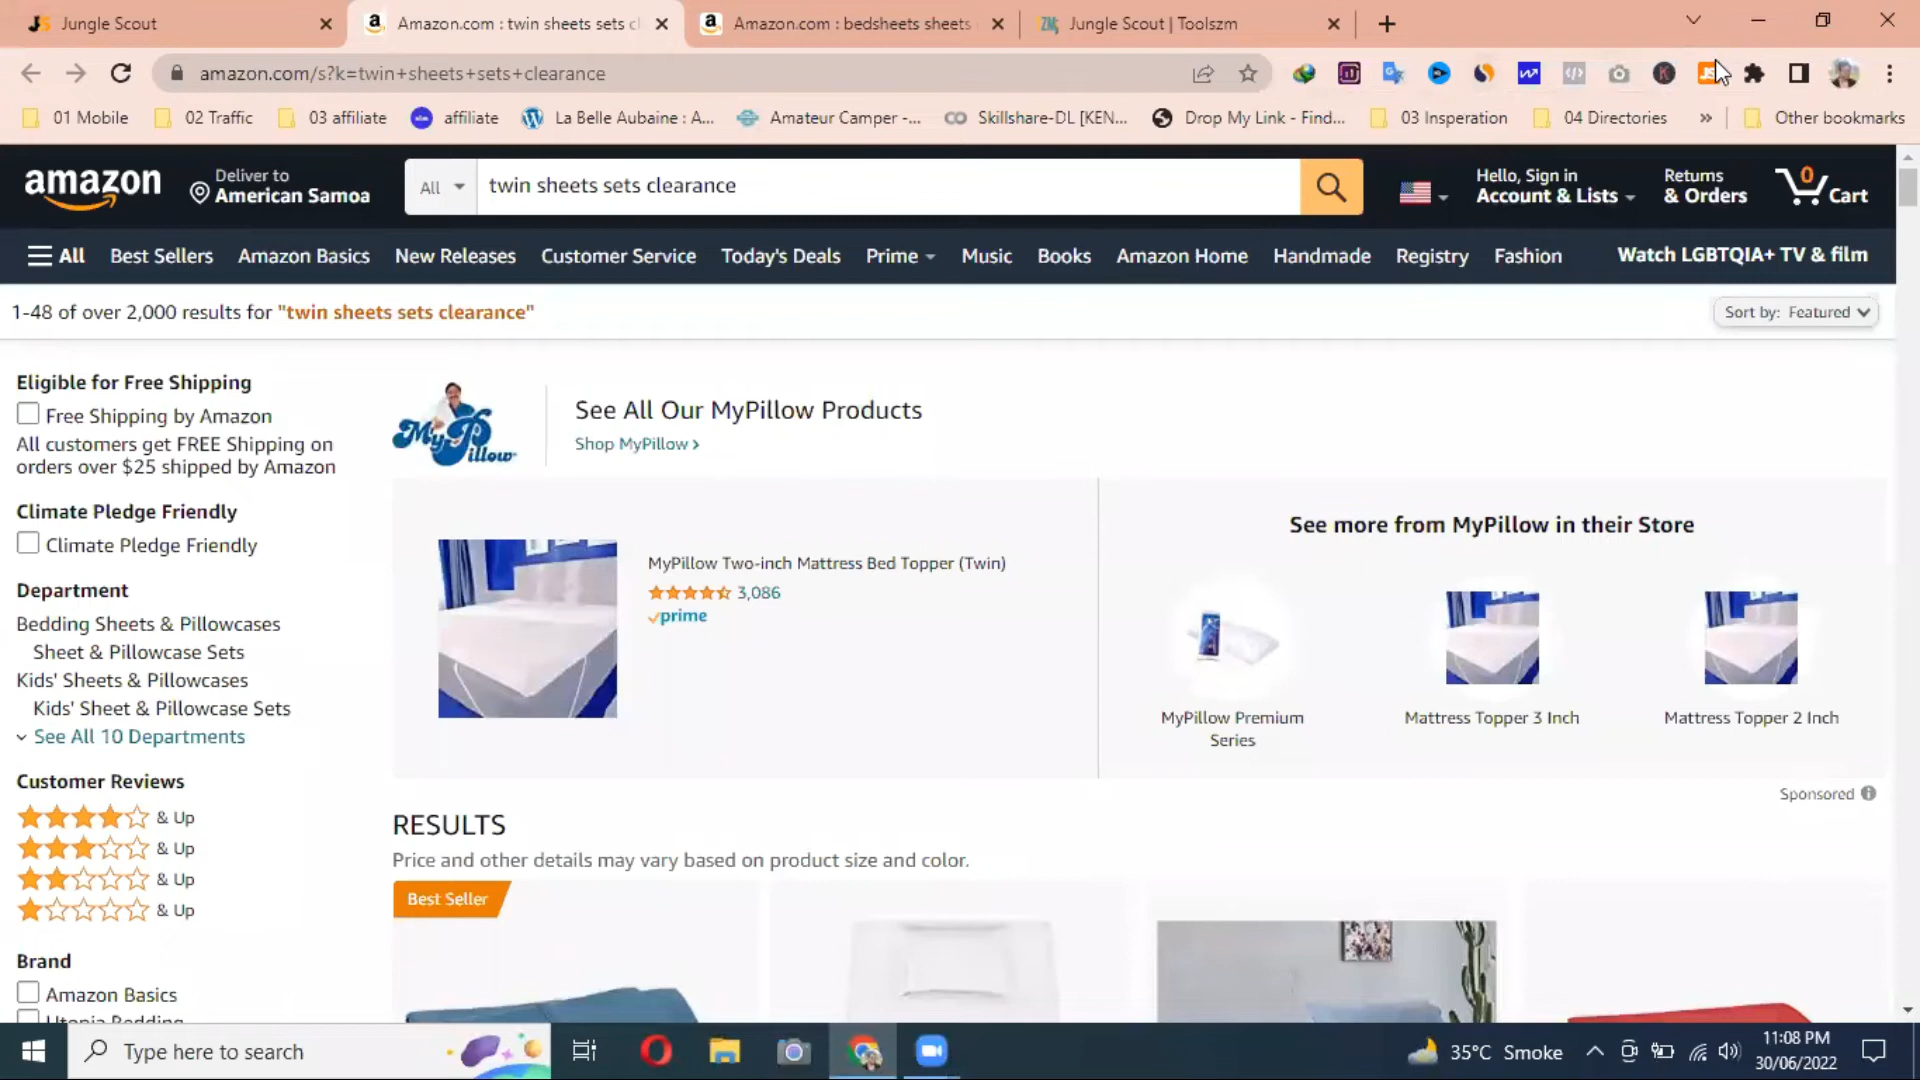 Jungle Scout
Amazon.com : twin sheets sets cl
Amazon.com : bedsheets sheets
Jungle Scout | Toolszm
amazon.com/s?k=twin+sheets+sets+clearance
01 Mobile
02 Traffic
03 affiliate
affiliate
La Belle Aubaine : A...
Amateur Camper -...
Skillshare-DL [KEN...
Drop My Link - Find...
03 Insperation
04 Directories
Other bookmarks
amazon
Deliver to
American Samoa
All
twin sheets sets clearance
Hello, Sign in
Account & Lists
Returns
& Orders
0
Cart
All
Best Sellers
Amazon Basics
New Releases
Customer Service
Today's Deals
Prime
Music
Books
Amazon Home
Handmade
Registry
Fashion
Watch LGBTQIA+ TV & film
1-48 of over 2,000 results for "twin sheets sets clearance"
Sort by: Featured
Eligible for Free Shipping
Free Shipping by Amazon
All customers get FREE Shipping on
orders over $25 shipped by Amazon
Climate Pledge Friendly
Climate Pledge Friendly
Department
Bedding Sheets & Pillowcases
Sheet & Pillowcase Sets
Kids' Sheets & Pillowcases
Kids' Sheet & Pillowcase Sets
See All 10 Departments
Customer Reviews
& Up
& Up
& Up
& Up
Brand
Amazon Basics
Utopia Bedding
MyPillow
See All Our MyPillow Products
Shop MyPillow ›
MyPillow Two-inch Mattress Bed Topper (Twin)
3,086
prime
See more from MyPillow in their Store
MyPillow Premium
Series
Mattress Topper 3 Inch
Mattress Topper 2 Inch
Sponsored
RESULTS
Price and other details may vary based on product size and color.
Best Seller
Type here to search
35°C Smoke
11:08 PM
30/06/2022